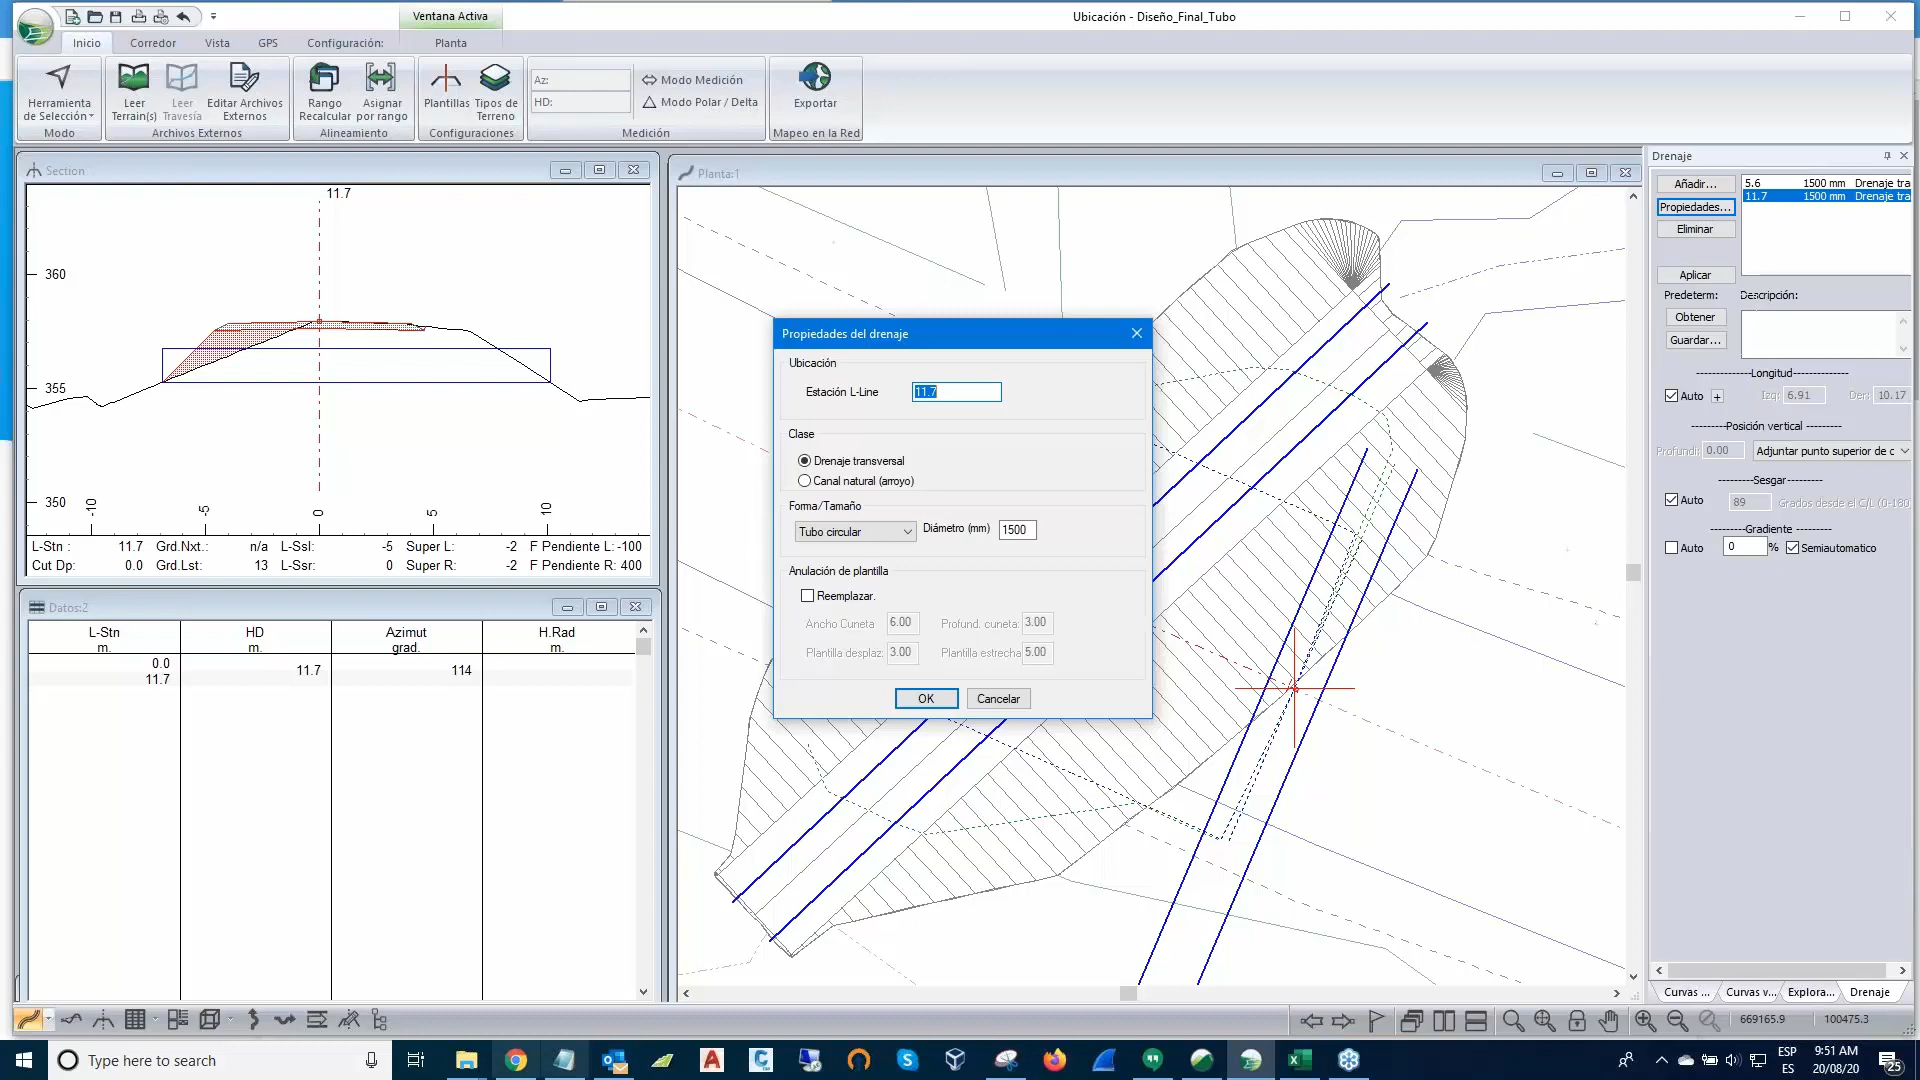 Ventana Activa
Ubicación - Diseño_Final_Tubo
Inicio
Corredor
Vista
GPS
Configuración:
Planta
Herramienta de Selección
Modo
Leer Terrain(s)
Leer Travesía
Editar Archivos Externos
Archivos Externos
Rango Recalcular
Asignar por rango
Alineamiento
Plantillas
Tipos de Terreno
Configuraciones
Az:
HD:
Modo Medición
Modo Polar / Delta
Medición
Exportar
Mapeo en la Red
Section
11.7
360
355
350
-10
-5
0
5
10
L-Stn : 11.7 Grd.Nxt.: n/a L-Ssl: -5 Super L: -2 F Pendiente L: -100
Cut Dp: 0.0 Grd.Lst: 13 L-Ssr: 0 Super R: -2 F Pendiente R: 400
Datos:2
L-Stn HD Azimut H.Rad
m. m. grad. m.
0.0
11.7 11.7 114
Planta:1
Propiedades del drenaje
Ubicación
Estación L-Line 11.7
Clase
Drenaje transversal
Canal natural (arroyo)
Forma/Tamaño
Tubo circular Diámetro (mm) 1500
Anulación de plantilla
Reemplazar.
Ancho Cuneta 6.00 Profund. cuneta: 3.00
Plantilla desplaz: 3.00 Plantilla estrecha 5.00
OK Cancelar
Drenaje
Añadir...
Propiedades...
Eliminar
5.6 1500 mm Drenaje tra
11.7 1500 mm Drenaje tra
Aplicar
Predeterm: Descripción:
Obtener
Guardar...
--------------Longitud--------------
Auto + Izq: 6.91 Der: 10.17
---------Posición vertical ---------
Profundi: 0.00 Adjuntar punto superior de c
---------Sesgar---------
Auto 89 Grados desde el C/L (0-180
---------Gradiente ---------
Auto 0 % Semiautomatico
Curvas ...
Curvas v...
Explora...
Drenaje
669165.9 100475.3
Type here to search
ESP
ES
9:51 AM
20/08/20
25